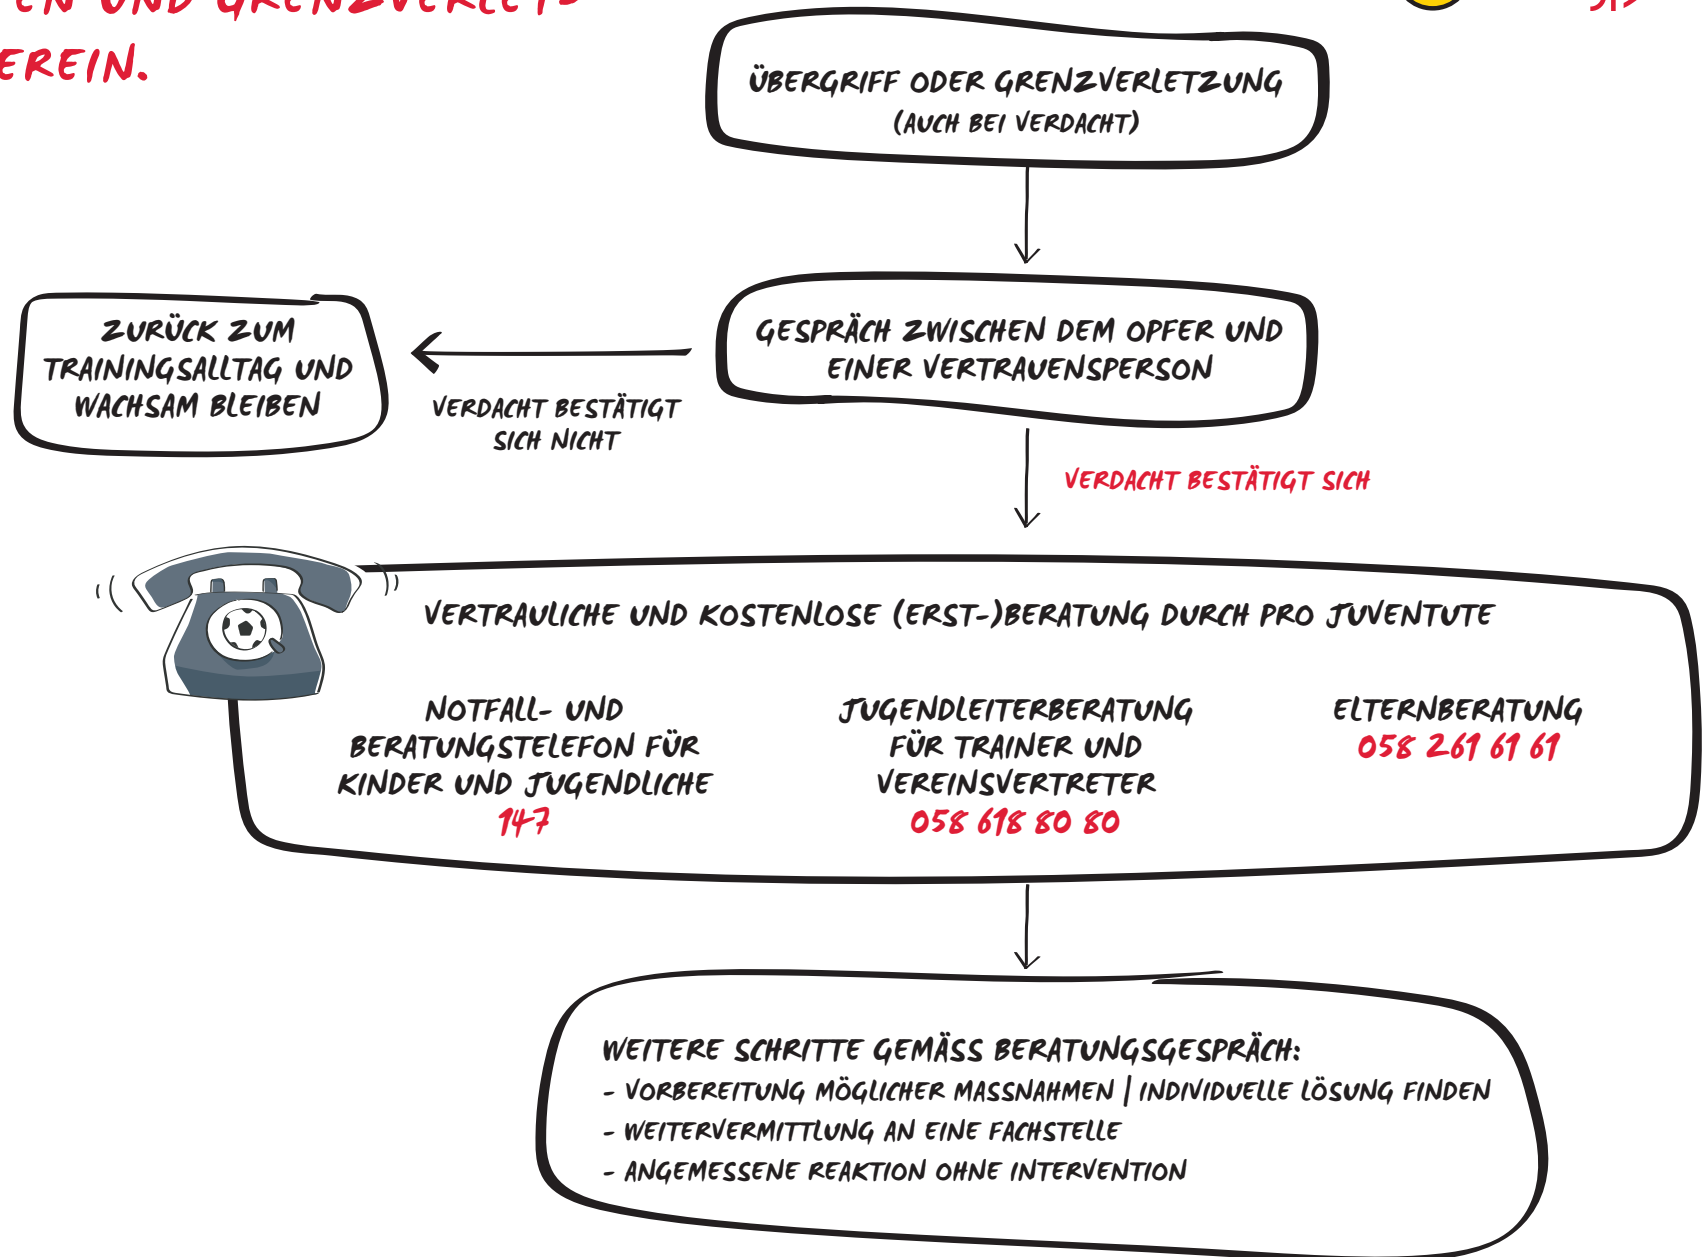 EN UND GRENZVERLET-
EREIN.
ÜBERGRIFF ODER GRENZVERLETZUNG
(AUCH BEI VERDACHT)
GESPRÄCH ZWISCHEN DEM OPFER UND
EINER VERTRAUENSPERSON
ZURÜCK ZUM
TRAININGSALLTAG UND
WACHSAM BLEIBEN
VERDACHT BESTÄTIGT
SICH NICHT
VERDACHT BESTÄTIGT SICH
VERTRAULICHE UND KOSTENLOSE (ERST-)BERATUNG DURCH PRO JUVENTUTE
NOTFALL- UND
BERATUNGSTELEFON FÜR
KINDER UND JUGENDLICHE
147
JUGENDLEITERBERATUNG
FÜR TRAINER UND
VEREINSVERTRETER
058 618 80 80
ELTERNBERATUNG
058 261 61 61
WEITERE SCHRITTE GEMÄSS BERATUNGSGESPRÄCH:
- VORBEREITUNG MÖGLICHER MASSNAHMEN | INDIVIDUELLE LÖSUNG FINDEN
- WEITERVERMITTLUNG AN EINE FACHSTELLE
- ANGEMESSENE REAKTION OHNE INTERVENTION